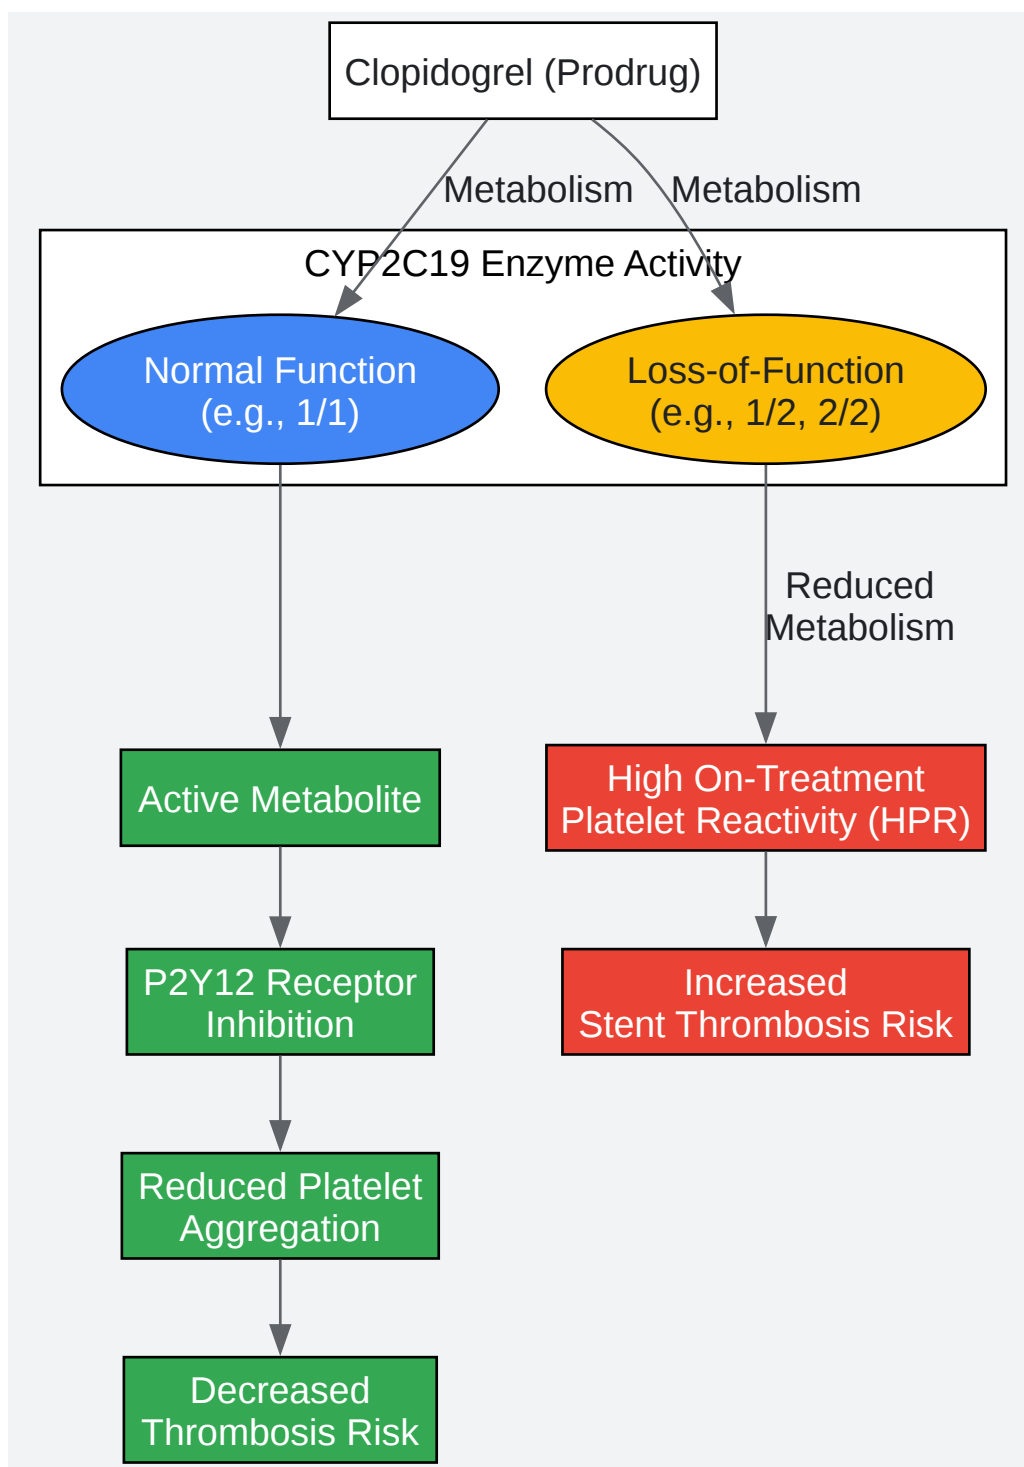 Clopidogrel (Prodrug)
Metabolism
Metabolism
CYP2C19 Enzyme Activity
Normal Function
(e.g., 1/1)
Loss-of-Function
(e.g., 1/2, 2/2)
Reduced
Metabolism
Active Metabolite
High On-Treatment
Platelet Reactivity (HPR)
P2Y12 Receptor
Inhibition
Increased
Stent Thrombosis Risk
Reduced Platelet
Aggregation
Decreased
Thrombosis Risk